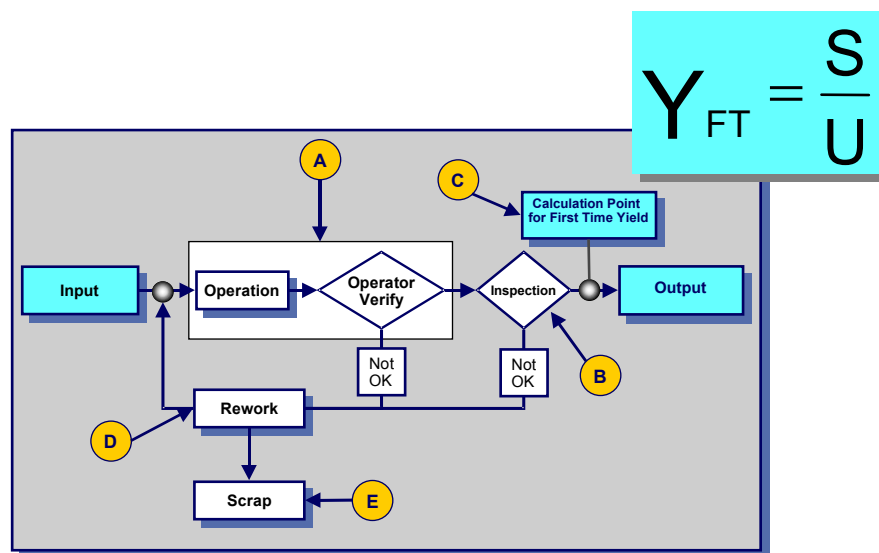 Y FT = S
U
A
C
Calculation Point
for First Time Yield
Input
Operation
Operator
Verify
Inspection
Output
Not
OK
Not
OK
B
Rework
D
Scrap
E